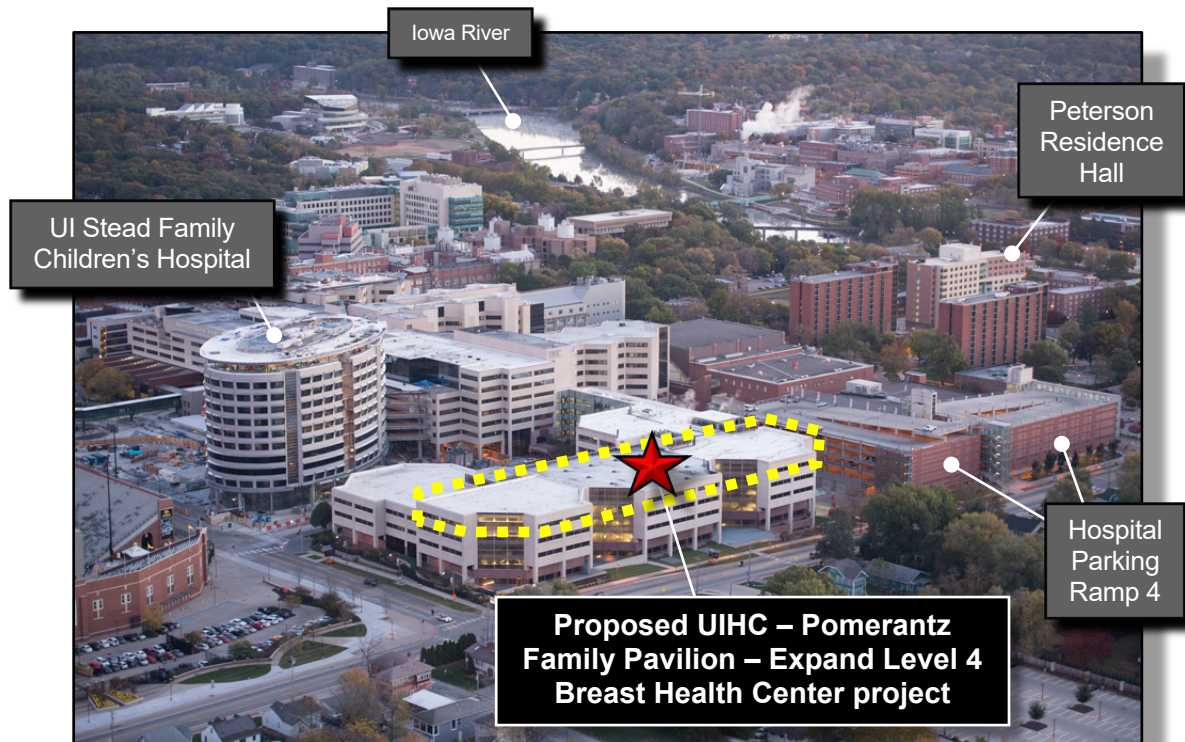 Iowa River
Peterson
Residence
Hall
UI Stead Family
Children's Hospital
Hospital
Parking
Ramp 4
Proposed UIHC – Pomerantz
Family Pavilion – Expand Level 4
Breast Health Center project